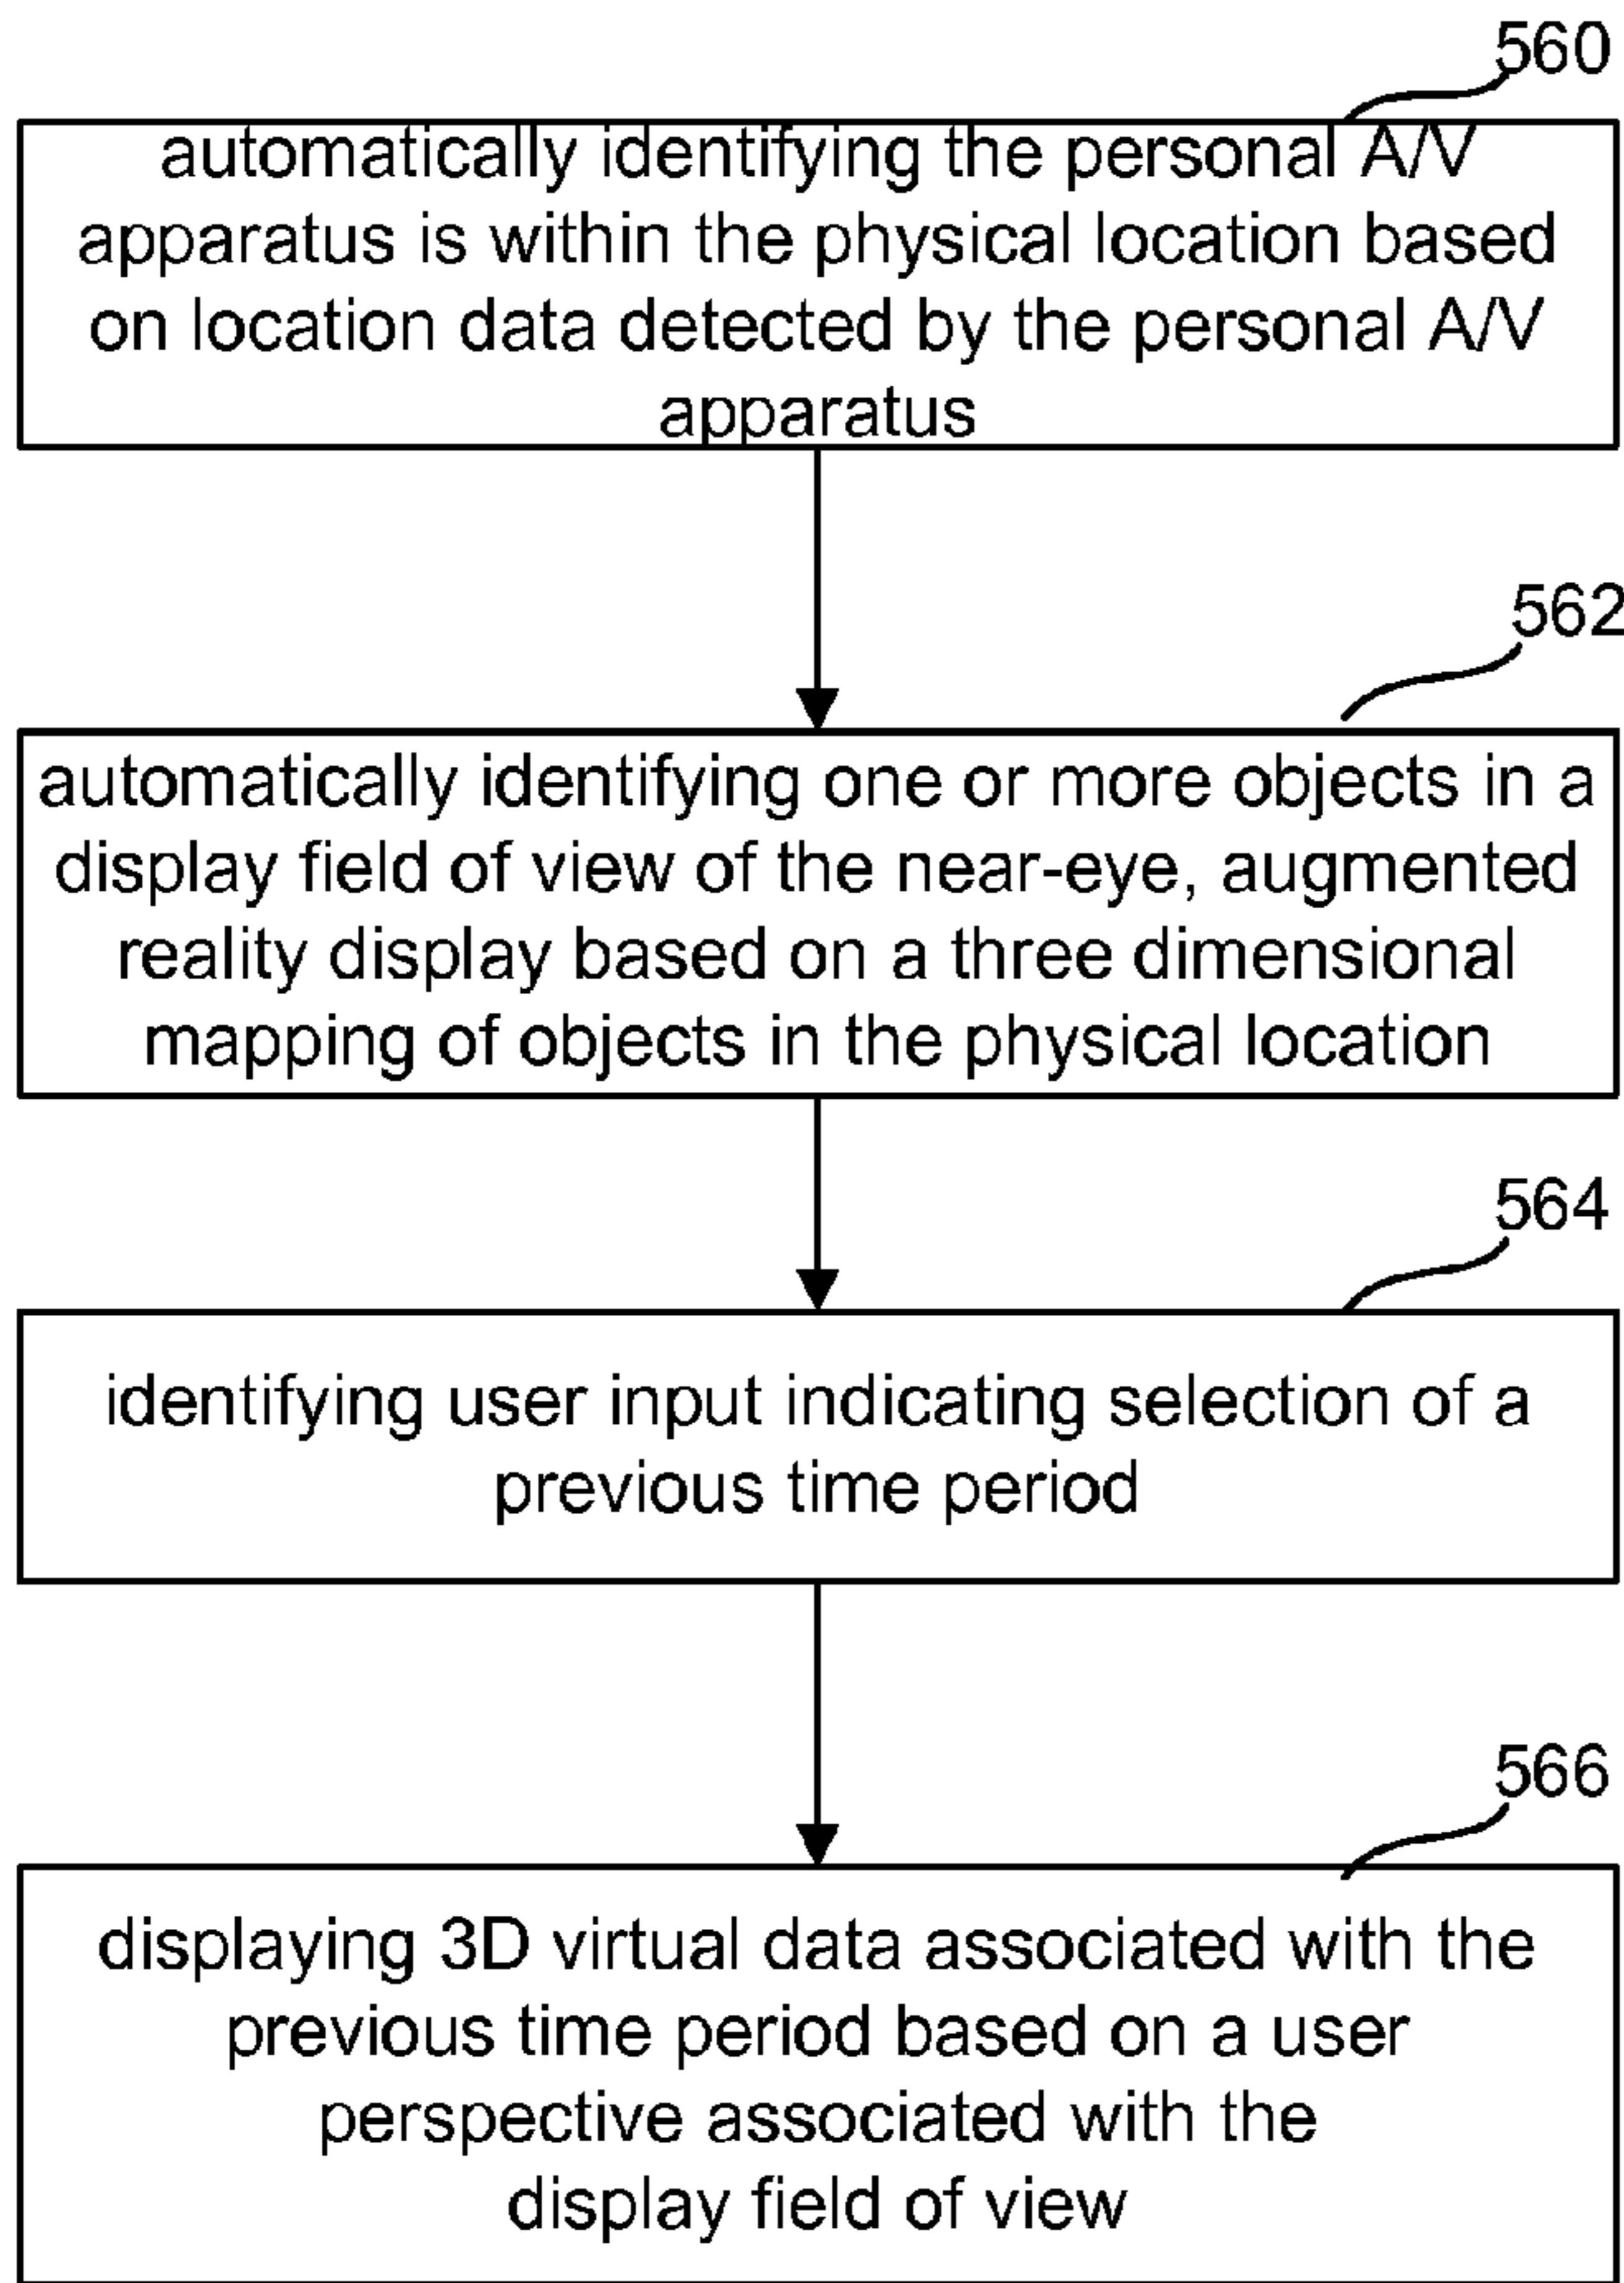 560
automatically identifying the personal A/V
apparatus is within the physical location based
on location data detected by the personal A/V
apparatus
562
automatically identifying one or more objects in a
display field of view of the near-eye, augmented
reality display based on a three dimensional
mapping of objects in the physical location
564
identifying user input indicating selection of a
previous time period
566
displaying 3D virtual data associated with the
previous time period based on a user
perspective associated with the
display field of view